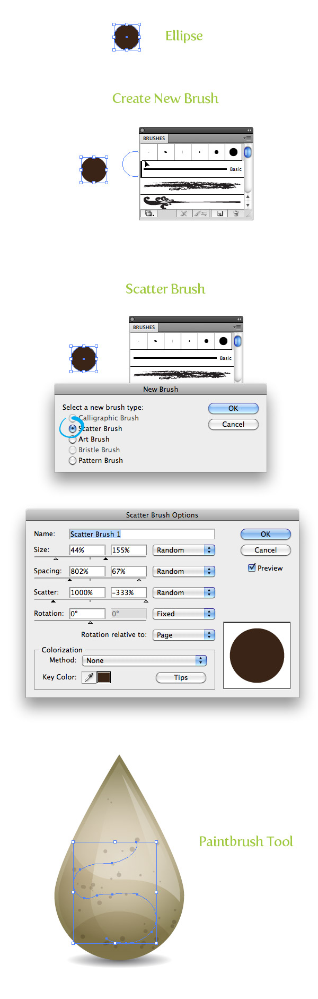 Ellipse
Create New Brush
BRUSHES
Basic
Scatter Brush
BRUSHES
Basic
New Brush
Select a new brush type:
Calligraphic Brush
Scatter Brush
Art Brush
Bristle Brush
Pattern Brush
OK
Cancel
Scatter Brush Options
Name: Scatter Brush 1 OK
Size: 44% 155% Random Cancel
Spacing: 802% 67% Random Preview
Scatter: 1000% -333% Random
Rotation: 0° 0° Fixed
Rotation relative to: Page
Colorization
Method: None
Key Color: Tips
Paintbrush Tool